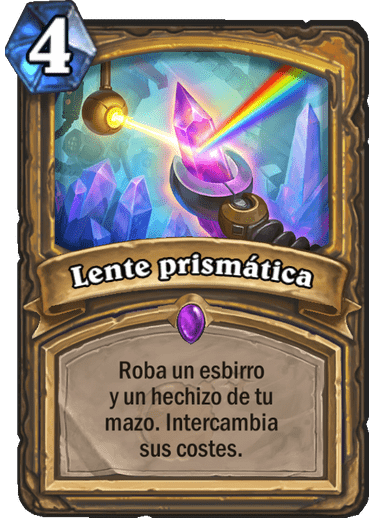 4
Lente prismática
Roba un esbirro
y un hechizo de tu
mazo. Intercambia
sus costes.